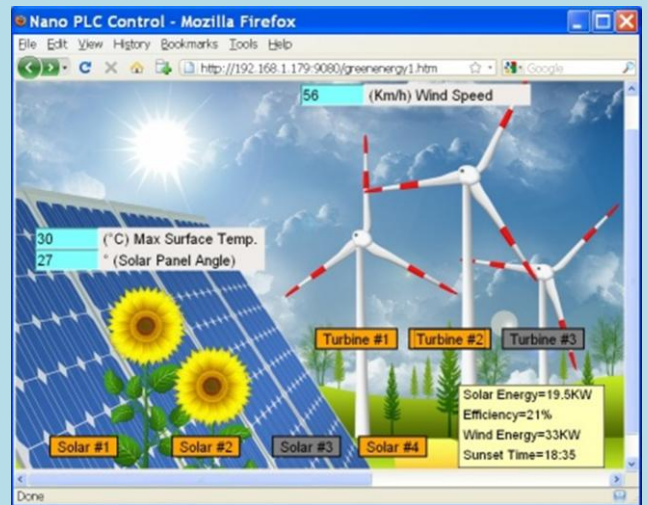 Nano PLC Control - Mozilla Firefox
File Edit View History Bookmarks Tools Help
http://192.168.1.179:9080/greenenergy1.htm Google
56 (Km/h) Wind Speed
30 (°C) Max Surface Temp.
27 ° (Solar Panel Angle)
Turbine #1 Turbine #2 Turbine #3
Solar Energy=19.5KW
Efficiency=21%
Wind Energy=33KW
Sunset Time=18:35
Solar #1 Solar #2 Solar #3 Solar #4
Done